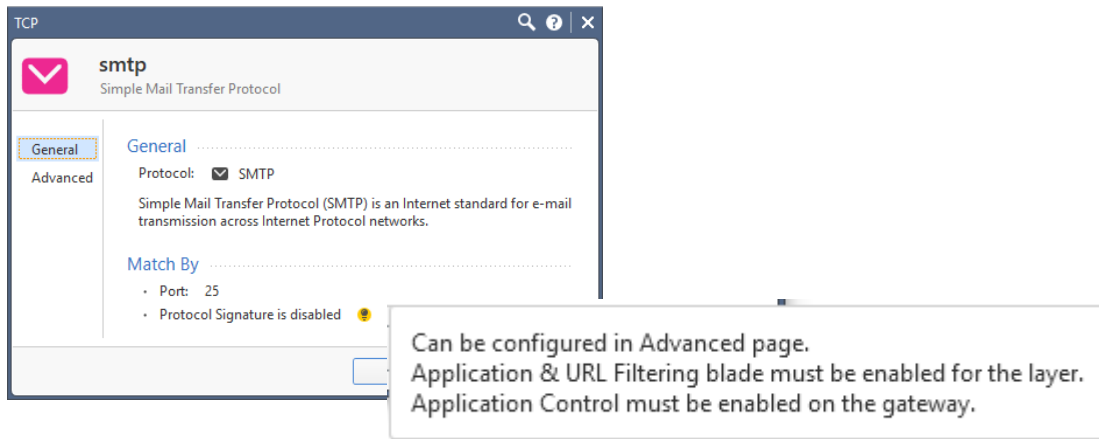 TCP
smtp
Simple Mail Transfer Protocol
General
Advanced
General
Protocol: SMTP
Simple Mail Transfer Protocol (SMTP) is an Internet standard for e-mail
transmission across Internet Protocol networks.
Match By
· Port: 25
· Protocol Signature is disabled
Can be configured in Advanced page.
Application & URL Filtering blade must be enabled for the layer.
Application Control must be enabled on the gateway.